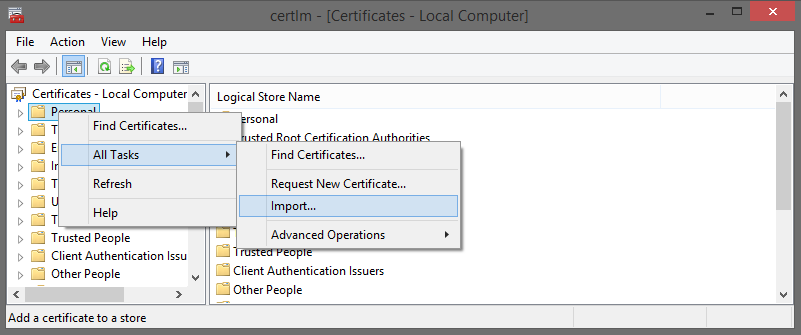 certlm - [Certificates - Local Computer]
File Action View Help
Certificates - Local Computer
Personal
T
E
In
T
U
T
Trusted People
Client Authentication Issu
Other People
Find Certificates...
All Tasks
Refresh
Help
Find Certificates...
Request New Certificate...
Import...
Advanced Operations
Logical Store Name
Personal
Trusted Root Certification Authorities
Trusted People
Client Authentication Issuers
Other People
Add a certificate to a store